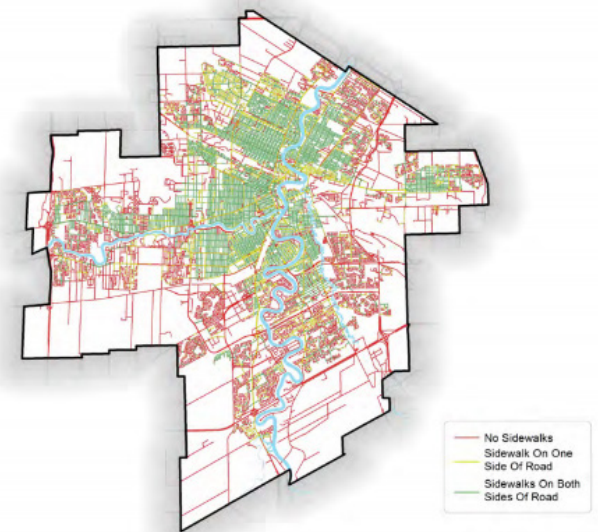 No Sidewalks
Sidewalk On One
Side Of Road
Sidewalks On Both
Sides Of Road